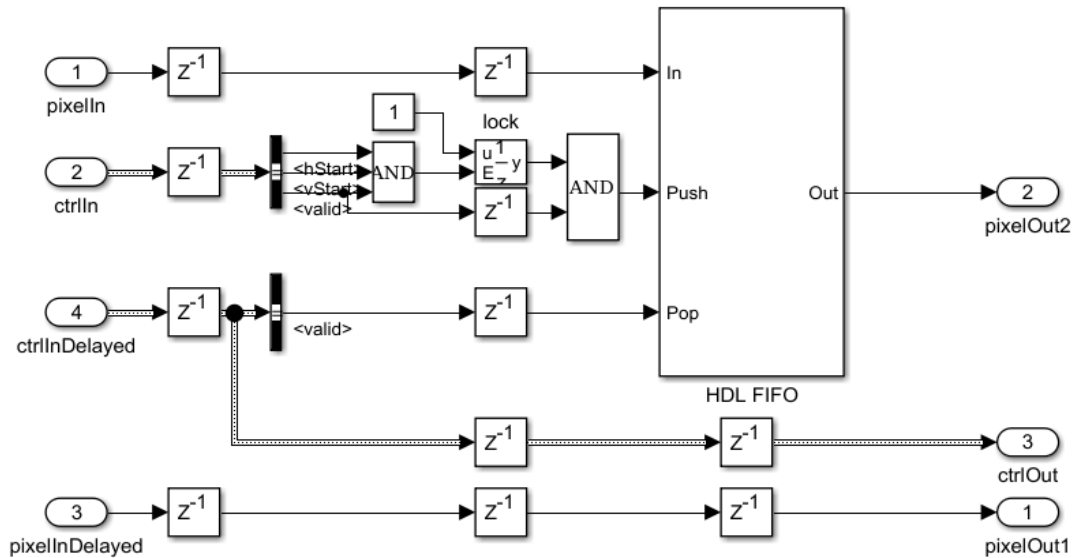 1
pixelIn
Z-1
Z-1
In
1
lock
2
ctrlIn
Z-1
<hStart>
<vStart>
<valid>
AND
u 1 y
E z
Z-1
AND
Push
Out
2
pixelOut2
4
ctrlInDelayed
Z-1
<valid>
Z-1
Pop
HDL FIFO
Z-1
Z-1
3
ctrlOut
3
pixelInDelayed
Z-1
Z-1
Z-1
1
pixelOut1